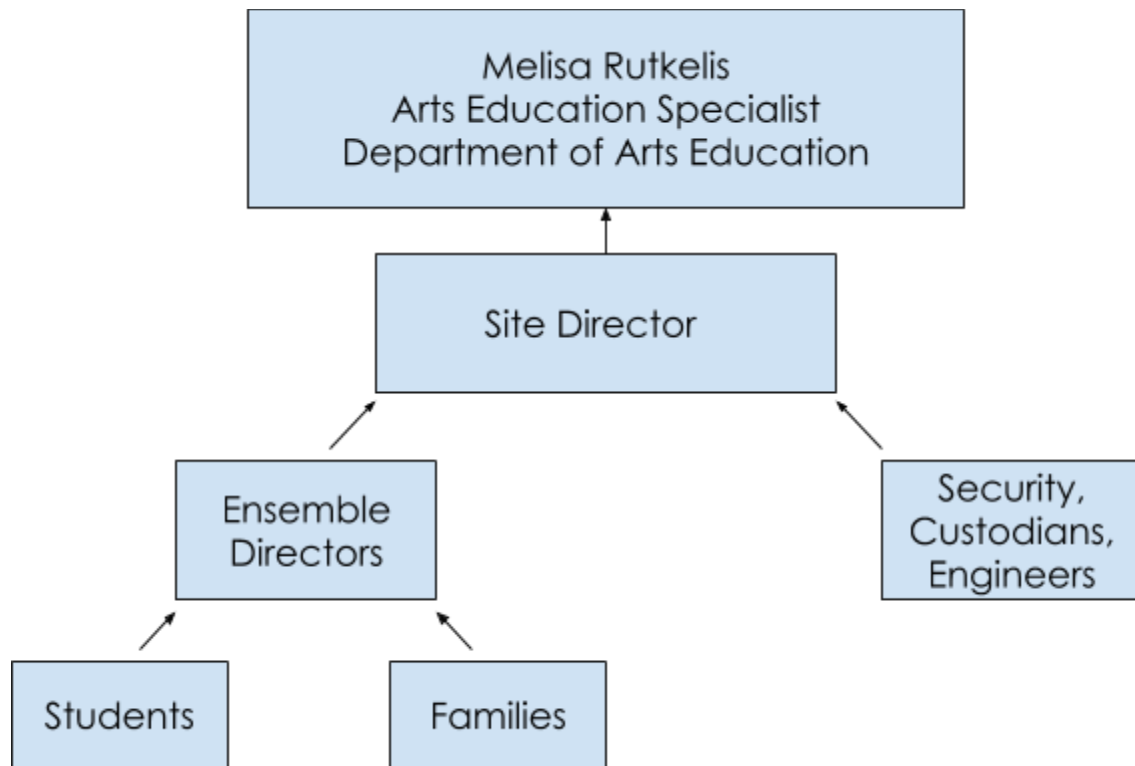 Melisa Rutkelis
Arts Education Specialist
Department of Arts Education
Site Director
Ensemble
Directors
Security,
Custodians,
Engineers
Students
Families